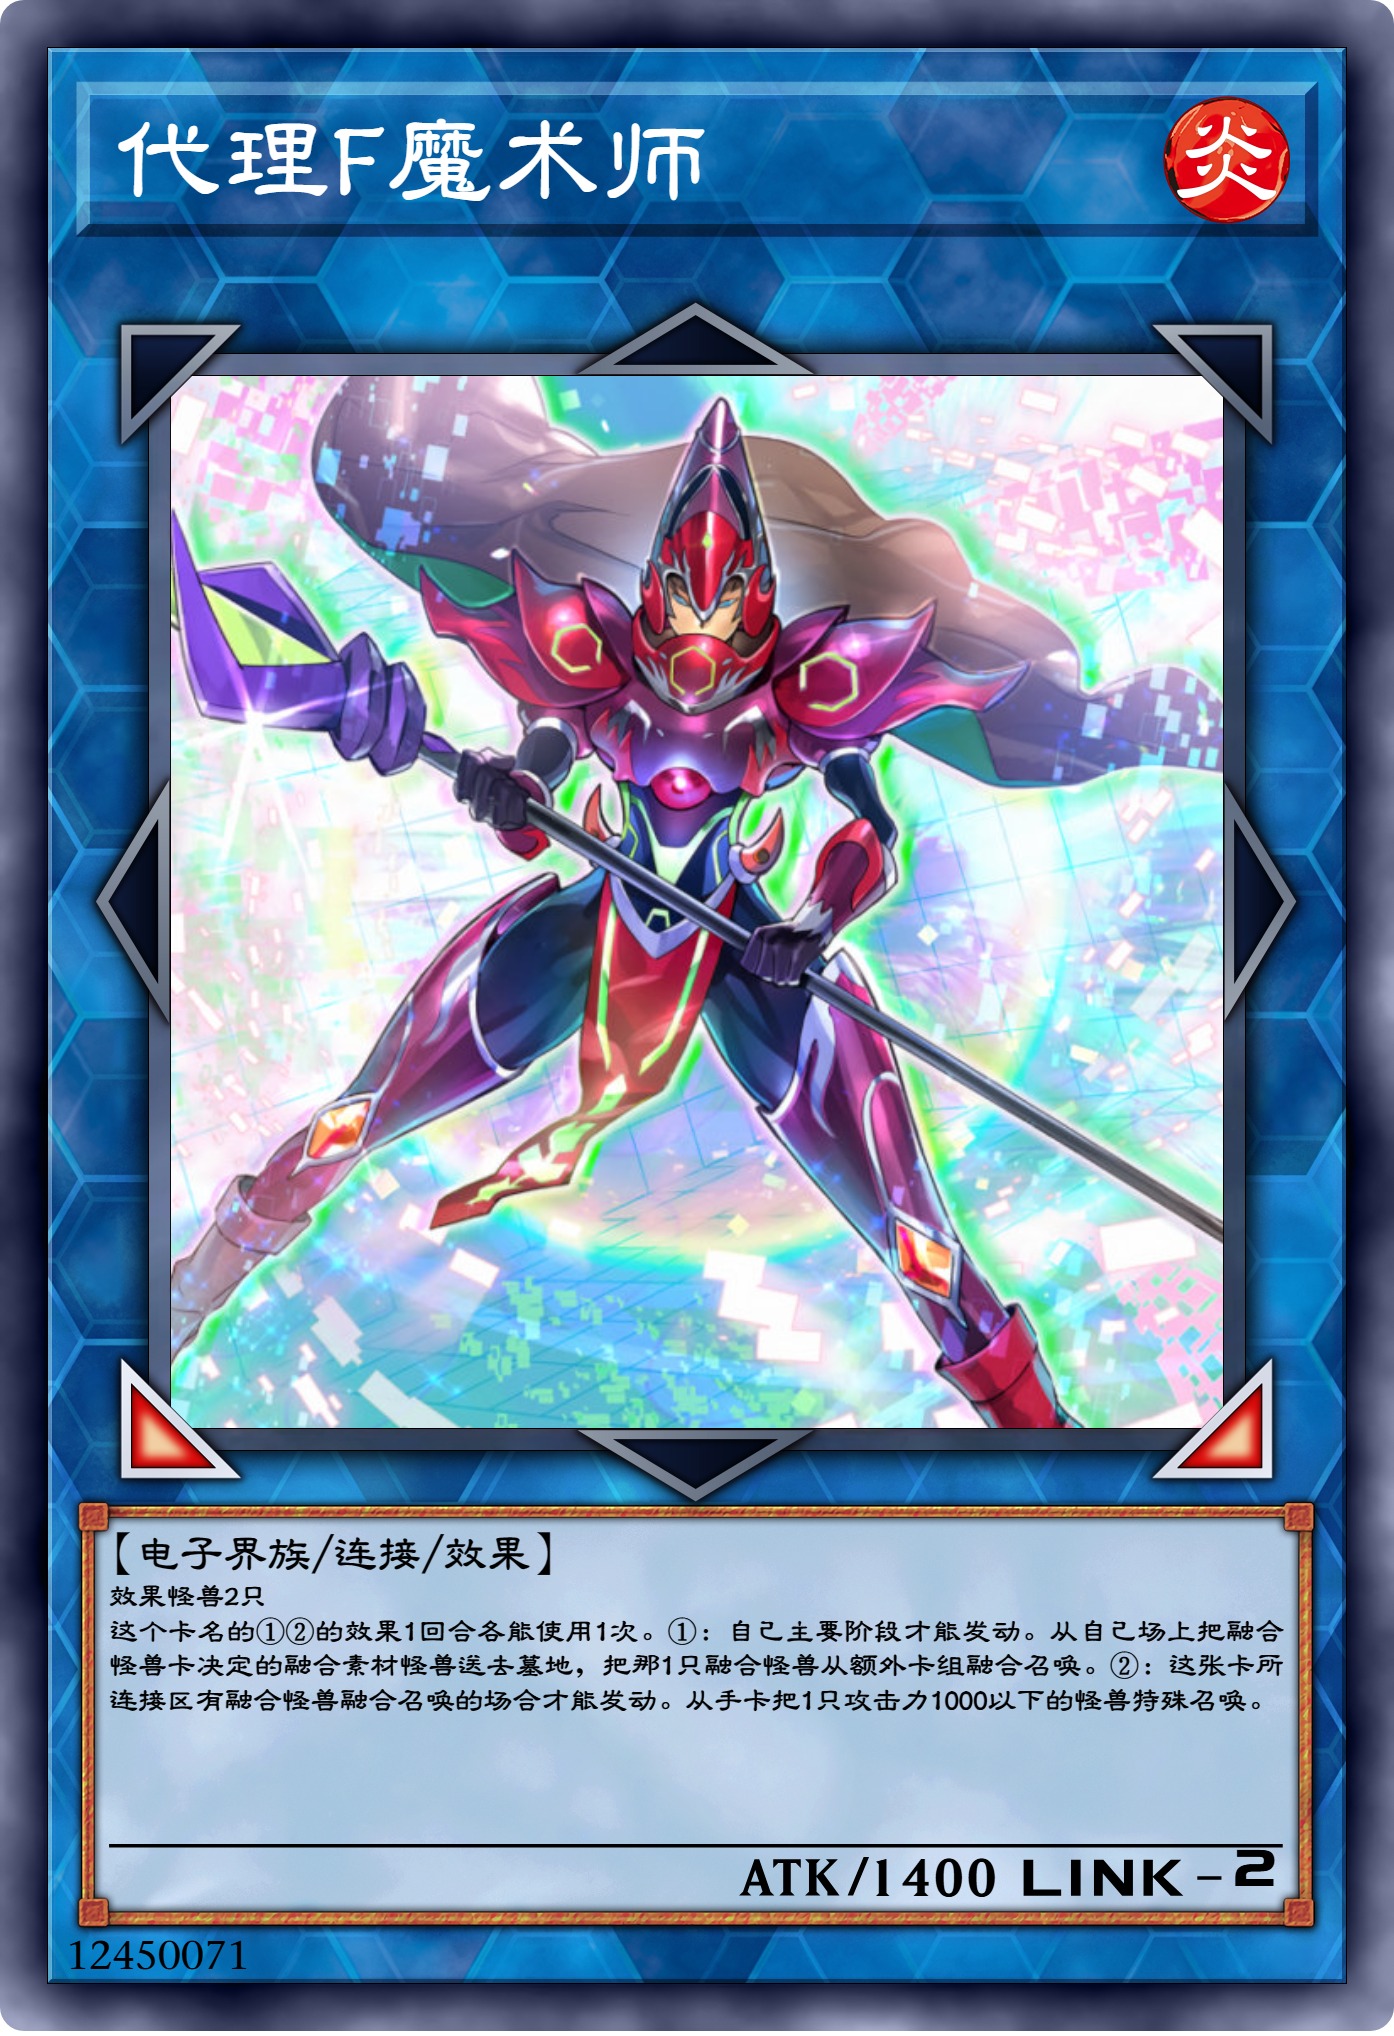 代理F魔术师
炎
【电子界族/连接/效果】
效果怪兽2只
这个卡名的①②的效果1回合各能使用1次。①：自己主要阶段才能发动。从自己场上把融合
怪兽卡决定的融合素材怪兽送去墓地，把那1只融合怪兽从额外卡组融合召唤。②：这张卡所
连接区有融合怪兽融合召唤的场合才能发动。从手卡把1只攻击力1000以下的怪兽特殊召唤。
ATK/1400 LINK-2
12450071